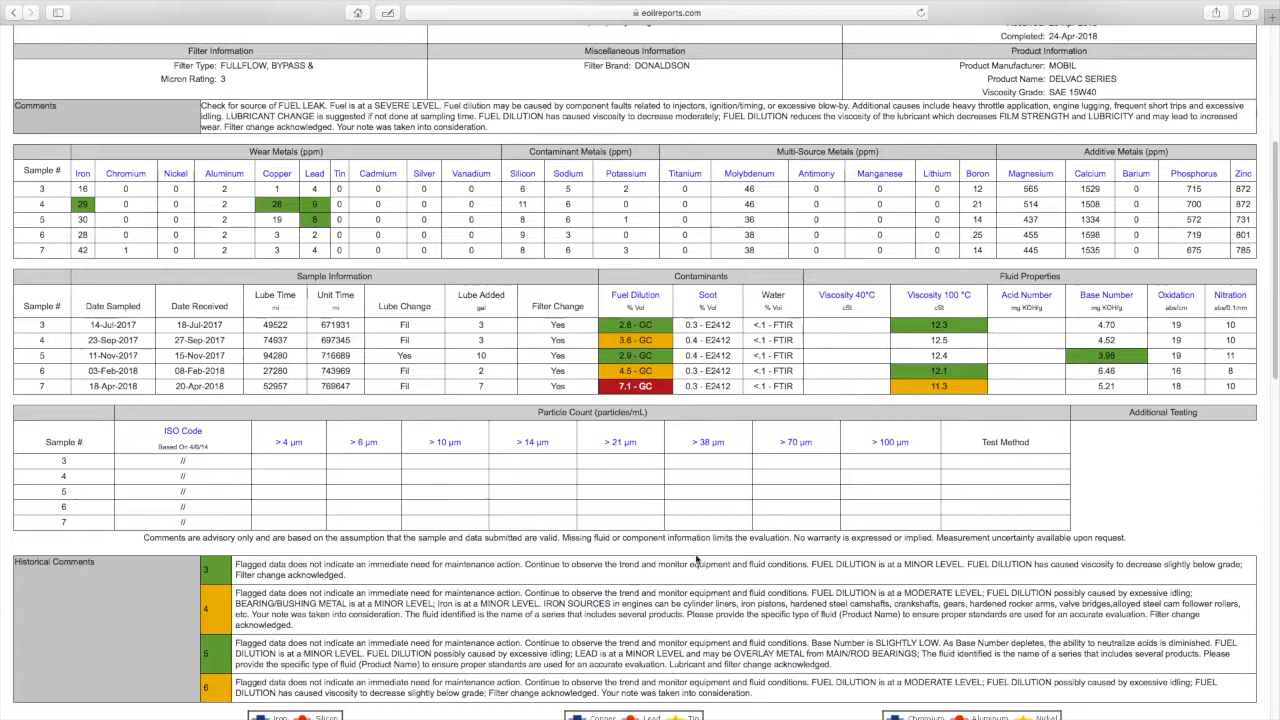 eoilreports.com
Completed: 24-Apr-2018
Filter Information Miscellaneous Information Product Information
Filter Type: FULLFLOW, BYPASS & Filter Brand: DONALDSON Product Manufacturer: MOBIL
Micron Rating: 3 Product Name: DELVAC SERIES
Viscosity Grade: SAE 15W40
Comments
Check for source of FUEL LEAK. Fuel is at a SEVERE LEVEL. Fuel dilution may be caused by component faults related to injectors, ignition/timing, or excessive blow-by. Additional causes include heavy throttle application, engine lugging, frequent short trips and excessive
idling. LUBRICANT CHANGE is suggested if not done at sampling time. FUEL DILUTION has caused viscosity to decrease moderately; FUEL DILUTION reduces the viscosity of the lubricant which decreases FILM STRENGTH and LUBRICITY and may lead to increased
wear. Filter change acknowledged. Your note was taken into consideration.
Wear Metals (ppm) Contaminant Metals (ppm) Multi-Source Metals (ppm) Additive Metals (ppm)
Sample # Iron Chromium Nickel Aluminum Copper Lead Tin Cadmium Silver Vanadium Silicon Sodium Potassium Titanium Molybdenum Antimony Manganese Lithium Boron Magnesium Calcium Barium Phosphorus Zinc
3 16 0 0 2 1 4 0 0 0 0 6 5 2 0 46 0 0 0 12 565 1529 0 715 872
4 29 0 0 2 28 9 0 0 0 0 11 6 0 0 46 0 0 0 21 514 1508 0 700 872
5 30 0 0 2 19 8 0 0 0 0 8 6 1 0 36 0 0 0 14 437 1334 0 572 731
6 28 0 0 2 3 2 0 0 0 0 9 3 0 0 38 0 0 0 25 455 1598 0 719 801
7 42 1 0 2 3 4 0 0 0 0 8 6 3 0 38 0 0 0 14 445 1535 0 675 785
Sample Information Contaminants Fluid Properties
Sample # Date Sampled Date Received Lube Time mi Unit Time mi Lube Change Lube Added gal Filter Change Fuel Dilution % Vol Soot % Vol Water % Vol Viscosity 40°C cSt Viscosity 100 °C cSt Acid Number mg KOH/g Base Number mg KOH/g Oxidation abs/cm Nitration abs/0.1mm
3 14-Jul-2017 18-Jul-2017 49522 671931 Fil 3 Yes 2.8 - GC 0.3 - E2412 <.1 - FTIR 12.3 4.70 19 10
4 23-Sep-2017 27-Sep-2017 74937 697345 Fil 3 Yes 3.6 - GC 0.4 - E2412 <.1 - FTIR 12.5 4.52 19 10
5 11-Nov-2017 15-Nov-2017 94280 716689 Yes 10 Yes 2.9 - GC 0.4 - E2412 <.1 - FTIR 12.4 3.98 19 11
6 03-Feb-2018 08-Feb-2018 27280 743969 Fil 2 Yes 4.5 - GC 0.3 - E2412 <.1 - FTIR 12.1 6.46 16 8
7 18-Apr-2018 20-Apr-2018 52957 769647 Fil 7 Yes 7.1 - GC 0.3 - E2412 <.1 - FTIR 11.3 5.21 18 10
Particle Count (particles/mL) Additional Testing
Sample # ISO Code Based On 4/6/14 > 4 µm > 6 µm > 10 µm > 14 µm > 21 µm > 38 µm > 70 µm > 100 µm Test Method
3 //
4 //
5 //
6 //
7 //
Comments are advisory only and are based on the assumption that the sample and data submitted are valid. Missing fluid or component information limits the evaluation. No warranty is expressed or implied. Measurement uncertainty available upon request.
Historical Comments
3 Flagged data does not indicate an immediate need for maintenance action. Continue to observe the trend and monitor equipment and fluid conditions. FUEL DILUTION is at a MINOR LEVEL. FUEL DILUTION has caused viscosity to decrease slightly below grade;
Filter change acknowledged.
4 Flagged data does not indicate an immediate need for maintenance action. Continue to observe the trend and monitor equipment and fluid conditions. FUEL DILUTION is at a MODERATE LEVEL; FUEL DILUTION possibly caused by excessive idling;
BEARING/BUSHING METAL is at a MINOR LEVEL; Iron is at a MINOR LEVEL. IRON SOURCES in engines can be cylinder liners, iron pistons, hardened steel camshafts, crankshafts, gears, hardened rocker arms, valve bridges,alloyed steel cam follower rollers,
etc. Your note was taken into consideration. The fluid identified is the name of a series that includes several products. Please provide the specific type of fluid (Product Name) to ensure proper standards are used for an accurate evaluation. Filter change
acknowledged.
5 Flagged data does not indicate an immediate need for maintenance action. Continue to observe the trend and monitor equipment and fluid conditions. Base Number is SLIGHTLY LOW. As Base Number depletes, the ability to neutralize acids is diminished. FUEL
DILUTION is at a MINOR LEVEL. FUEL DILUTION possibly caused by excessive idling; LEAD is at a MINOR LEVEL and may be OVERLAY METAL from MAIN/ROD BEARINGS; The fluid identified is the name of a series that includes several products. Please
provide the specific type of fluid (Product Name) to ensure proper standards are used for an accurate evaluation. Lubricant and filter change acknowledged.
6 Flagged data does not indicate an immediate need for maintenance action. Continue to observe the trend and monitor equipment and fluid conditions. FUEL DILUTION is at a MODERATE LEVEL; FUEL DILUTION possibly caused by excessive idling; FUEL
DILUTION has caused viscosity to decrease slightly below grade; Filter change acknowledged. Your note was taken into consideration.
Iron Silicon Copper Lead Tin Chromium Aluminum Nickel